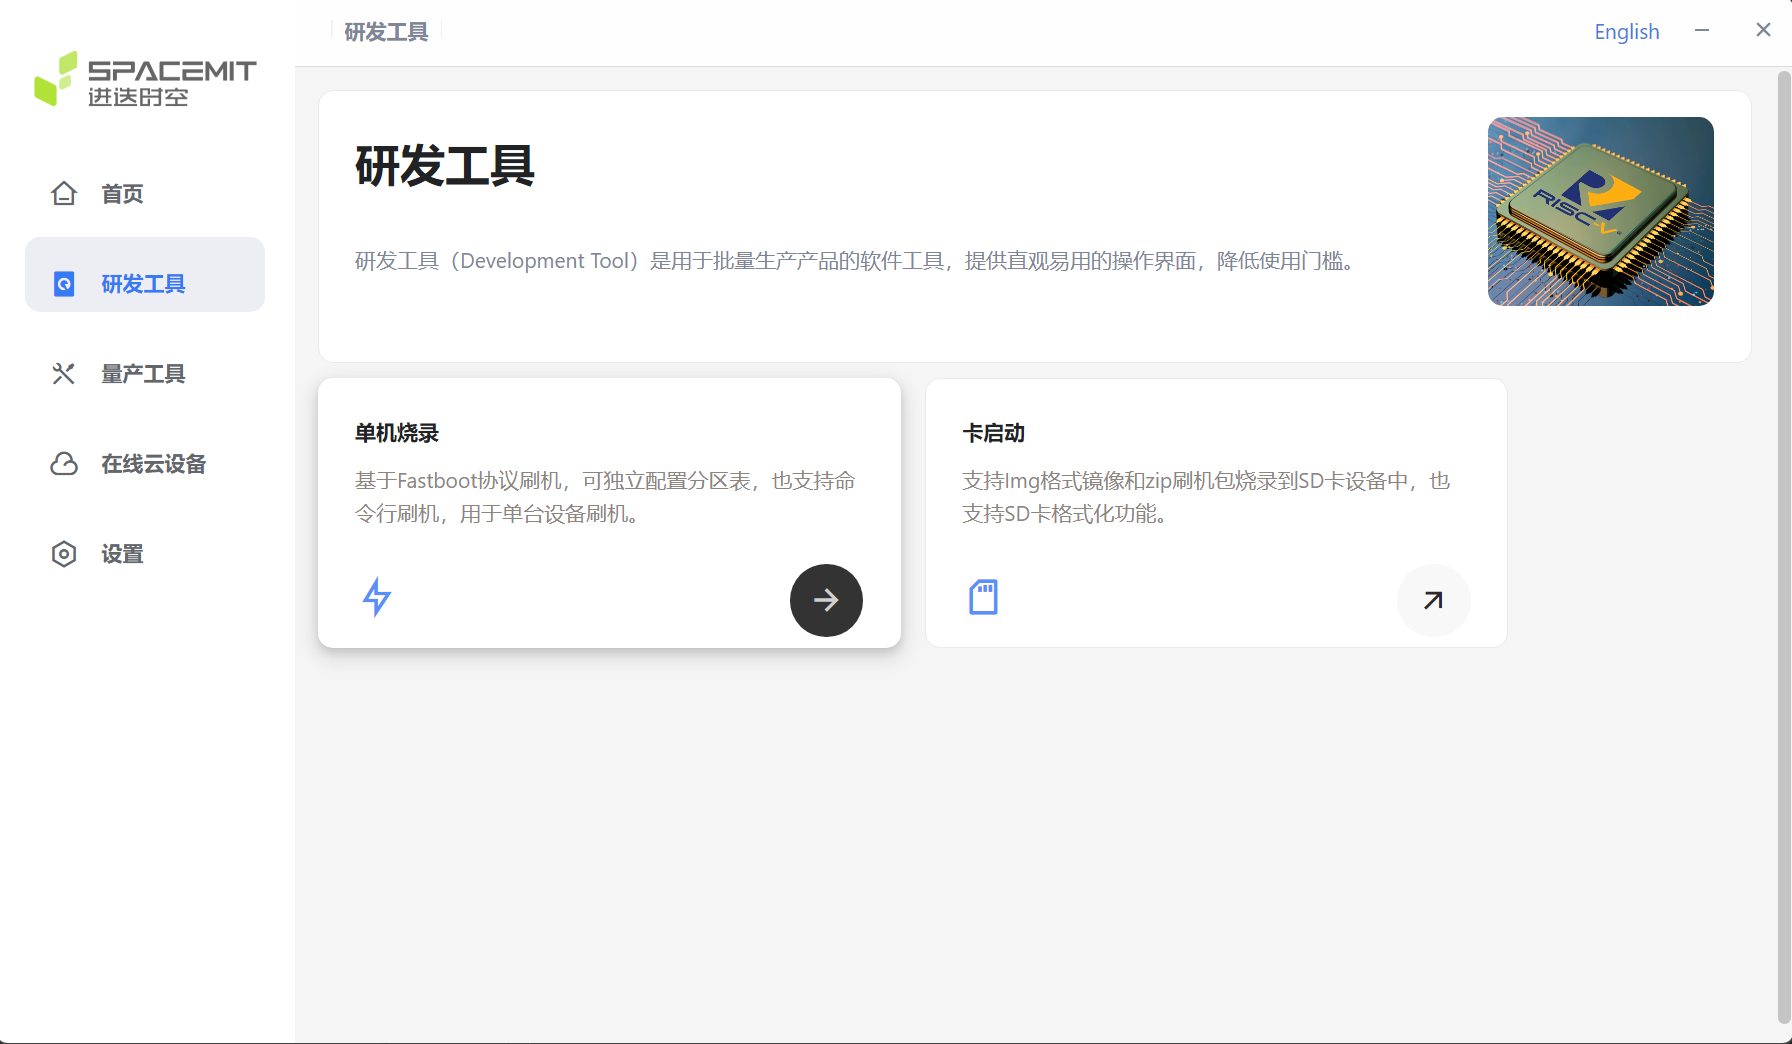 SPACEMIT
进迭时空
首页
研发工具
量产工具
在线云设备
设置
研发工具
English
研发工具
研发工具（Development Tool）是用于批量生产产品的软件工具，提供直观易用的操作界面，降低使用门槛。
RISC-V
单机烧录
基于Fastboot协议刷机，可独立配置分区表，也支持命
令行刷机，用于单台设备刷机。
卡启动
支持Img格式镜像和zip刷机包烧录到SD卡设备中，也
支持SD卡格式化功能。